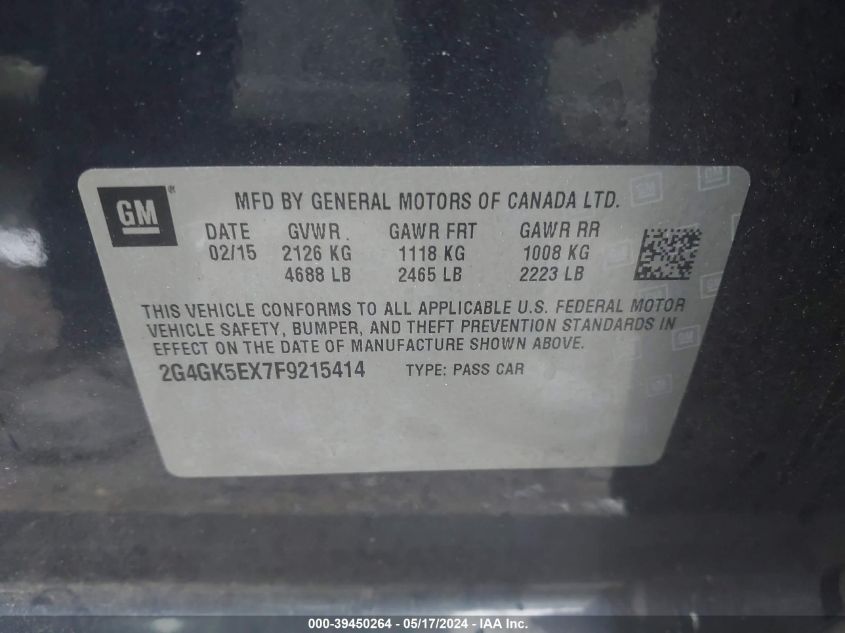 GM ®
MFD BY GENERAL MOTORS OF CANADA LTD.
DATE GVWR GAWR FRT GAWR RR
02/15 2126 KG 1118 KG 1008 KG
4688 LB 2465 LB 2223 LB
THIS VEHICLE CONFORMS TO ALL APPLICABLE U.S. FEDERAL MOTOR
VEHICLE SAFETY, BUMPER, AND THEFT PREVENTION STANDARDS IN
EFFECT ON THE DATE OF MANUFACTURE SHOWN ABOVE.
2G4GK5EX7F9215414 TYPE: PASS CAR
000-39450264 - 05/17/2024 - IAA Inc.